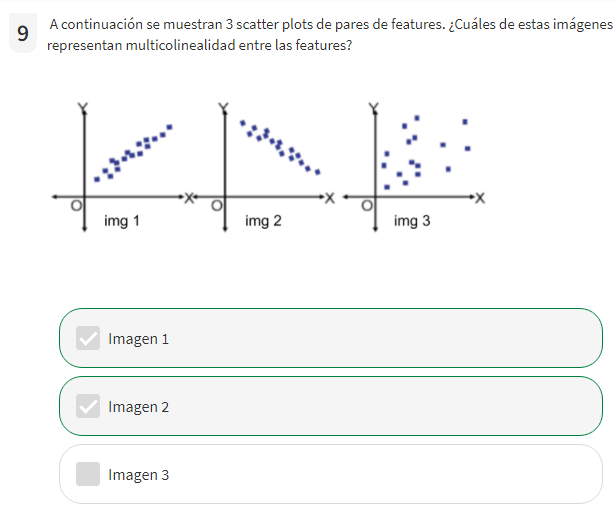 9
A continuación se muestran 3 scatter plots de pares de features. ¿Cuáles de estas imágenes
representan multicolinealidad entre las features?
Y Y Y
X X X
O O O
img 1 img 2 img 3
Imagen 1
Imagen 2
Imagen 3